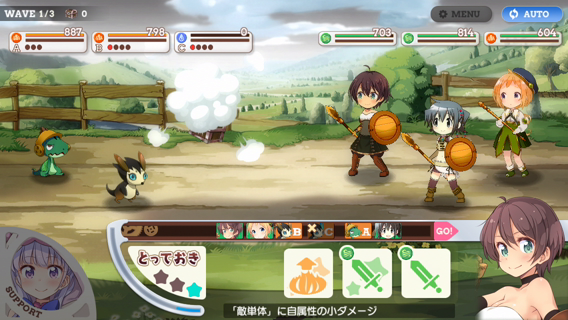 WAVE 1/3 0
MENU
AUTO
887
798
0
703
814
604
A
B
C
B C A GO!
とっておき
SUPPORT
「敵単体」に自属性の小ダメージ